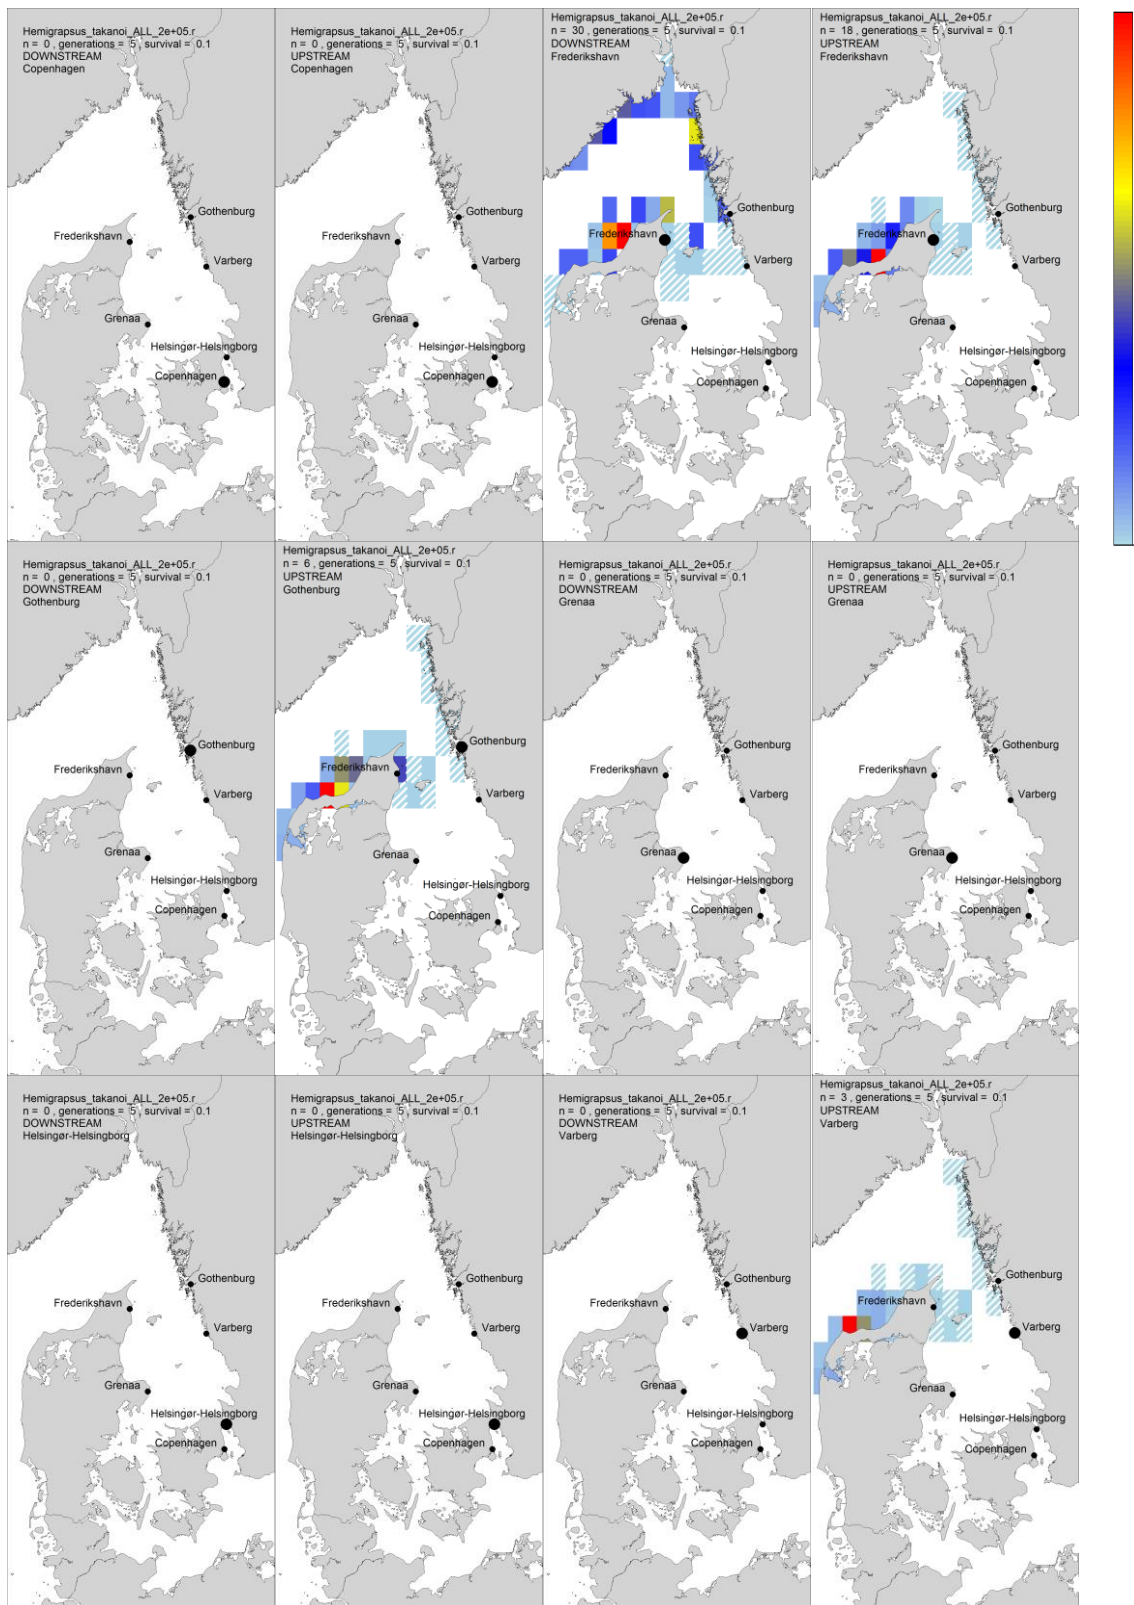 Hemigrapsus_takanoi_ALL_2e+05.r
n = 0 , generations = 5 , survival = 0.1
DOWNSTREAM
Copenhagen
Gothenburg
Frederikshavn
Varberg
Grenaa
Helsingør-Helsingborg
Copenhagen
Hemigrapsus_takanoi_ALL_2e+05.r
n = 0 , generations = 5 , survival = 0.1
UPSTREAM
Copenhagen
Gothenburg
Frederikshavn
Varberg
Grenaa
Helsingør-Helsingborg
Copenhagen
Hemigrapsus_takanoi_ALL_2e+05.r
n = 30 , generations = 5 , survival = 0.1
DOWNSTREAM
Frederikshavn
Gothenburg
Frederikshavn
Varberg
Grenaa
Helsingør-Helsingborg
Copenhagen
Hemigrapsus_takanoi_ALL_2e+05.r
n = 18 , generations = 5 , survival = 0.1
UPSTREAM
Frederikshavn
Gothenburg
Frederikshavn
Varberg
Grenaa
Helsingør-Helsingborg
Copenhagen
Hemigrapsus_takanoi_ALL_2e+05.r
n = 0 , generations = 5 , survival = 0.1
DOWNSTREAM
Gothenburg
Gothenburg
Frederikshavn
Varberg
Grenaa
Helsingør-Helsingborg
Copenhagen
Hemigrapsus_takanoi_ALL_2e+05.r
n = 6 , generations = 5 , survival = 0.1
UPSTREAM
Gothenburg
Gothenburg
Frederikshavn
Varberg
Grenaa
Helsingør-Helsingborg
Copenhagen
Hemigrapsus_takanoi_ALL_2e+05.r
n = 0 , generations = 5 , survival = 0.1
DOWNSTREAM
Grenaa
Gothenburg
Frederikshavn
Varberg
Grenaa
Helsingør-Helsingborg
Copenhagen
Hemigrapsus_takanoi_ALL_2e+05.r
n = 0 , generations = 5 , survival = 0.1
UPSTREAM
Grenaa
Gothenburg
Frederikshavn
Varberg
Grenaa
Helsingør-Helsingborg
Copenhagen
Hemigrapsus_takanoi_ALL_2e+05.r
n = 0 , generations = 5 , survival = 0.1
DOWNSTREAM
Helsingør-Helsingborg
Gothenburg
Frederikshavn
Varberg
Grenaa
Helsingør-Helsingborg
Copenhagen
Hemigrapsus_takanoi_ALL_2e+05.r
n = 0 , generations = 5 , survival = 0.1
UPSTREAM
Helsingør-Helsingborg
Gothenburg
Frederikshavn
Varberg
Grenaa
Helsingør-Helsingborg
Copenhagen
Hemigrapsus_takanoi_ALL_2e+05.r
n = 0 , generations = 5 , survival = 0.1
DOWNSTREAM
Varberg
Gothenburg
Frederikshavn
Varberg
Grenaa
Helsingør-Helsingborg
Copenhagen
Hemigrapsus_takanoi_ALL_2e+05.r
n = 3 , generations = 5 , survival = 0.1
UPSTREAM
Varberg
Gothenburg
Frederikshavn
Varberg
Grenaa
Helsingør-Helsingborg
Copenhagen